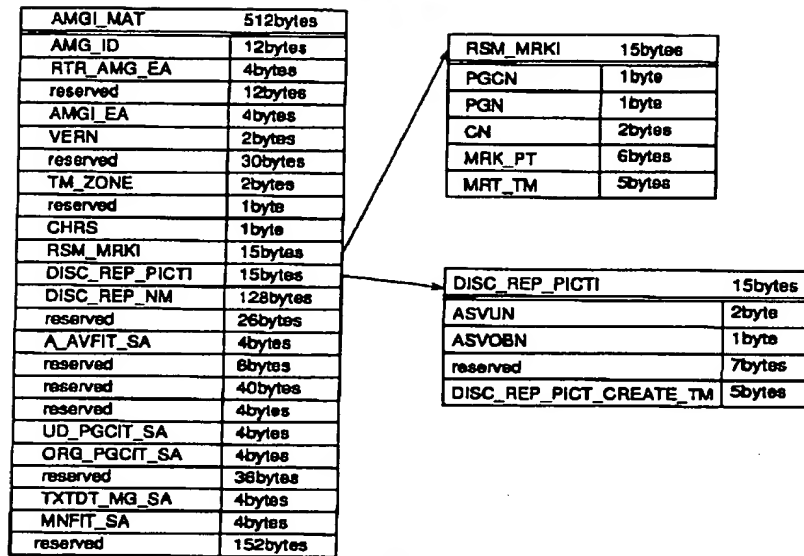 AMGI_MAT 512bytes
AMG_ID 12bytes
RTR_AMG_EA 4bytes
reserved 12bytes
AMGI_EA 4bytes
VERN 2bytes
reserved 30bytes
TM_ZONE 2bytes
reserved 1byte
CHRS 1byte
RSM_MRKI 15bytes
DISC_REP_PICTI 15bytes
DISC_REP_NM 128bytes
reserved 26bytes
A_AVFIT_SA 4bytes
reserved 6bytes
reserved 40bytes
reserved 4bytes
UD_PGCIT_SA 4bytes
ORG_PGCIT_SA 4bytes
reserved 36bytes
TXTDT_MG_SA 4bytes
MNFIT_SA 4bytes
reserved 152bytes
RSM_MRKI 15bytes
PGCN 1byte
PGN 1byte
CN 2bytes
MRK_PT 6bytes
MRT_TM 5bytes
DISC_REP_PICTI 15bytes
ASVUN 2byte
ASVOBN 1byte
reserved 7bytes
DISC_REP_PICT_CREATE_TM 5bytes